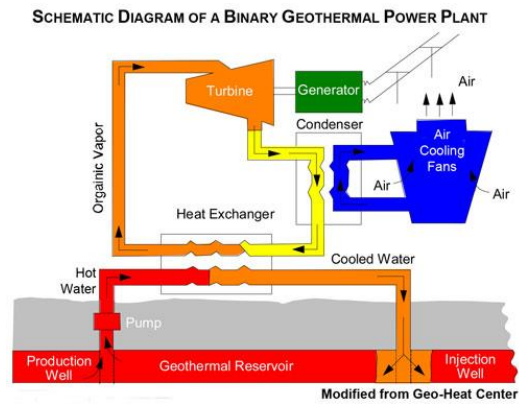 SCHEMATIC DIAGRAM OF A BINARY GEOTHERMAL POWER PLANT
Turbine
Generator
Air
Condenser
Air
Cooling
Fans
Air
Air
Orgainic Vapor
Heat Exchanger
Hot
Water
Cooled Water
Pump
Production
Well
Geothermal Reservoir
Injection
Well
Modified from Geo-Heat Center